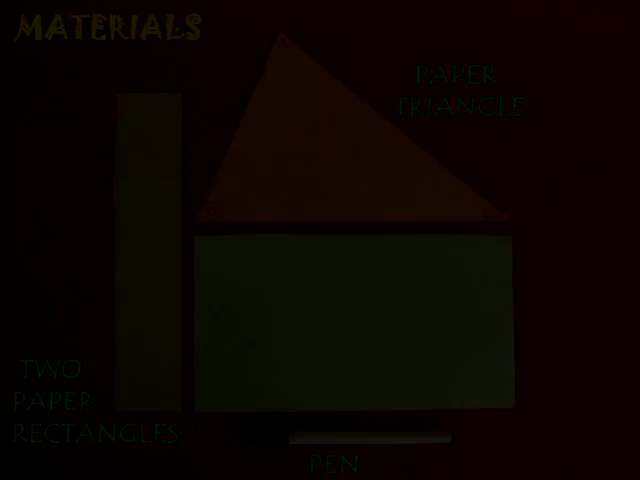 MATERIALS
PAPER
TRIANGLE
TWO
PAPER
RECTANGLES
PEN